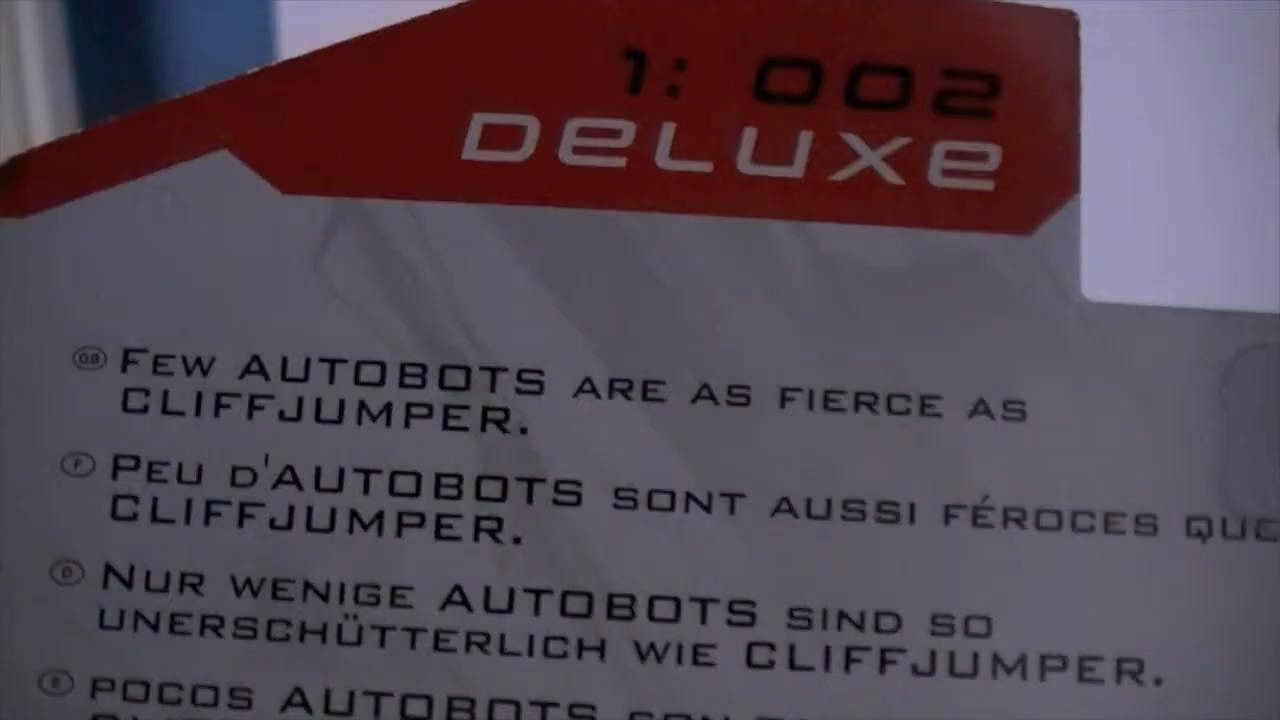 1: 002
DELUXE
GB FEW AUTOBOTS ARE AS FIERCE AS
CLIFFJUMPER.
F PEU D'AUTOBOTS SONT AUSSI FÉROCES QUE
CLIFFJUMPER.
D NUR WENIGE AUTOBOTS SIND SO
UNERSCHÜTTERLICH WIE CLIFFJUMPER.
E POCOS AUTOBOTS SON